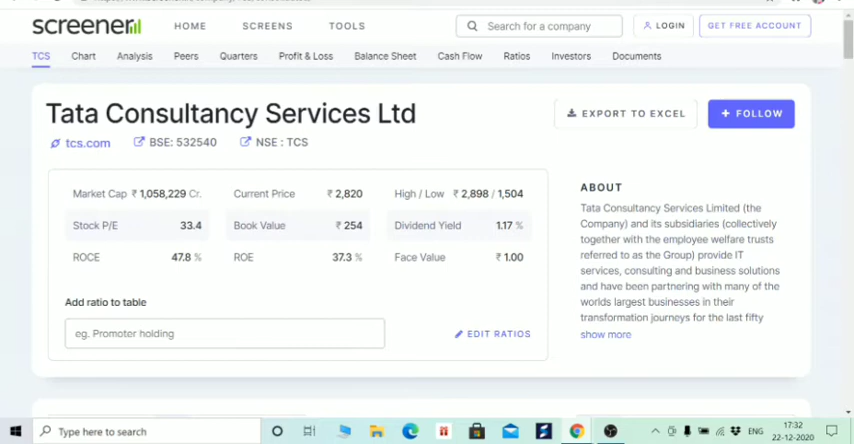 screener
HOME SCREENS TOOLS
Search for a company
LOGIN
GET FREE ACCOUNT
TCS Chart Analysis Peers Quarters Profit & Loss Balance Sheet Cash Flow Ratios Investors Documents
Tata Consultancy Services Ltd
EXPORT TO EXCEL
+ FOLLOW
tcs.com BSE: 532540 NSE : TCS
Market Cap ₹ 1,058,229 Cr. Current Price ₹ 2,820 High / Low ₹ 2,898 / 1,504
Stock P/E 33.4 Book Value ₹ 254 Dividend Yield 1.17 %
ROCE 47.8 % ROE 37.3 % Face Value ₹ 1.00
Add ratio to table
eg. Promoter holding
EDIT RATIOS
ABOUT
Tata Consultancy Services Limited (the
Company) and its subsidiaries (collectively
together with the employee welfare trusts
referred to as the Group) provide IT
services, consulting and business solutions
and have been partnering with many of the
worlds largest businesses in their
transformation journeys for the last fifty
show more
Type here to search
ENG
17:32
22-12-2020